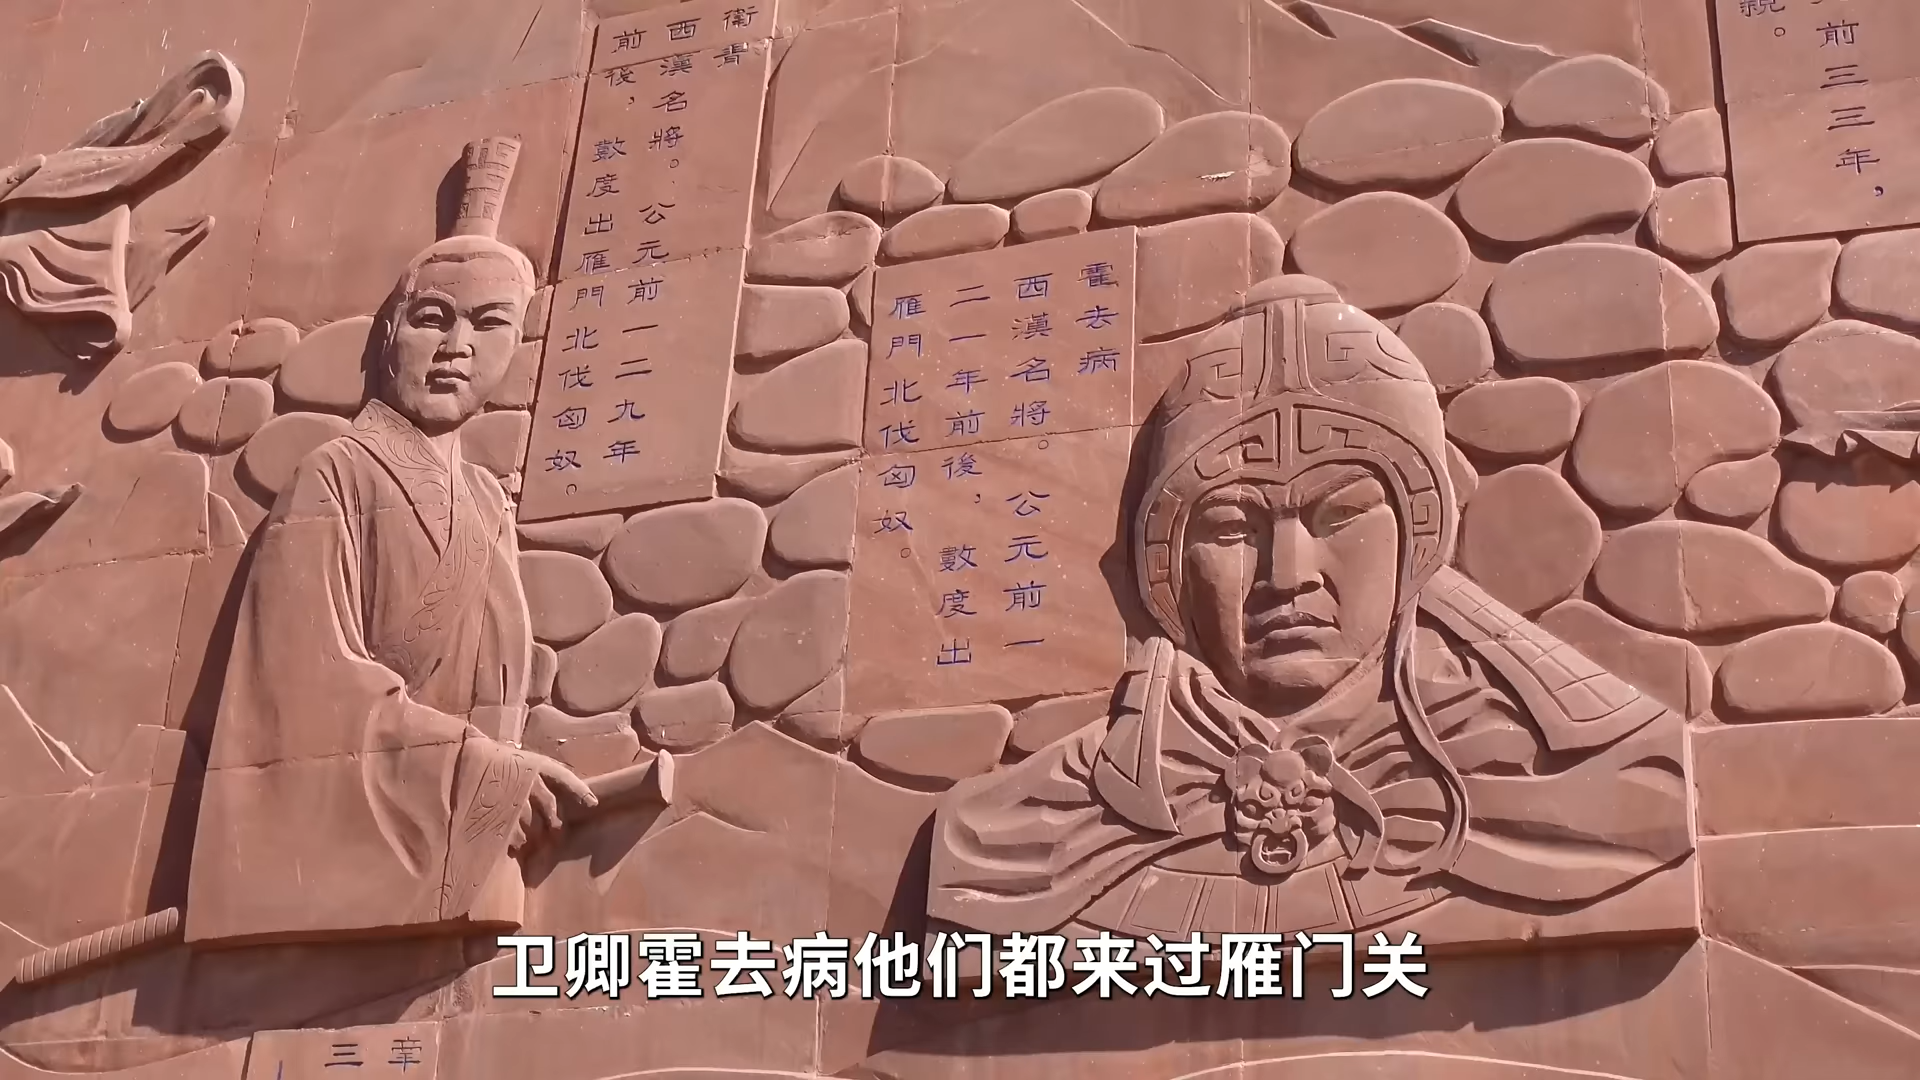 衛青
西漢名將。公元前一二九年
前後，數度出雁門北伐匈奴。
霍去病
西漢名將。公元前一
二一年前後，數度出
雁門北伐匈奴。
前三三年，
親。
三章
卫卿霍去病他们都来过雁门关